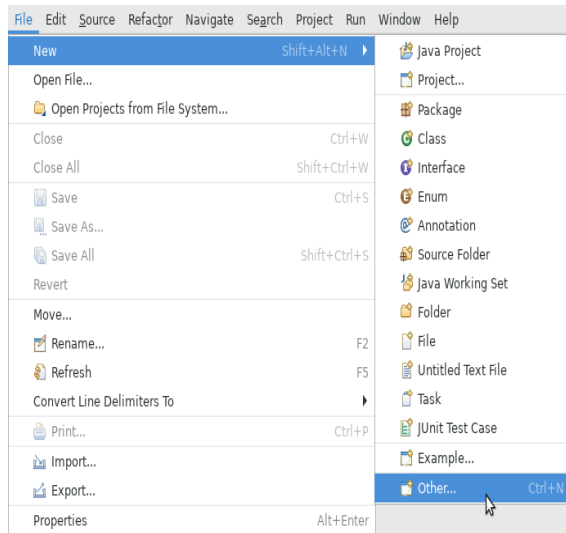 File Edit Source Refactor Navigate Search Project Run Window Help
New Shift+Alt+N
Open File...
Open Projects from File System...
Close Ctrl+W
Close All Shift+Ctrl+W
Save Ctrl+S
Save As...
Save All Shift+Ctrl+S
Revert
Move...
Rename... F2
Refresh F5
Convert Line Delimiters To
Print... Ctrl+P
Import...
Export...
Properties Alt+Enter
Java Project
Project...
Package
Class
Interface
Enum
Annotation
Source Folder
Java Working Set
Folder
File
Untitled Text File
Task
JUnit Test Case
Example...
Other... Ctrl+N